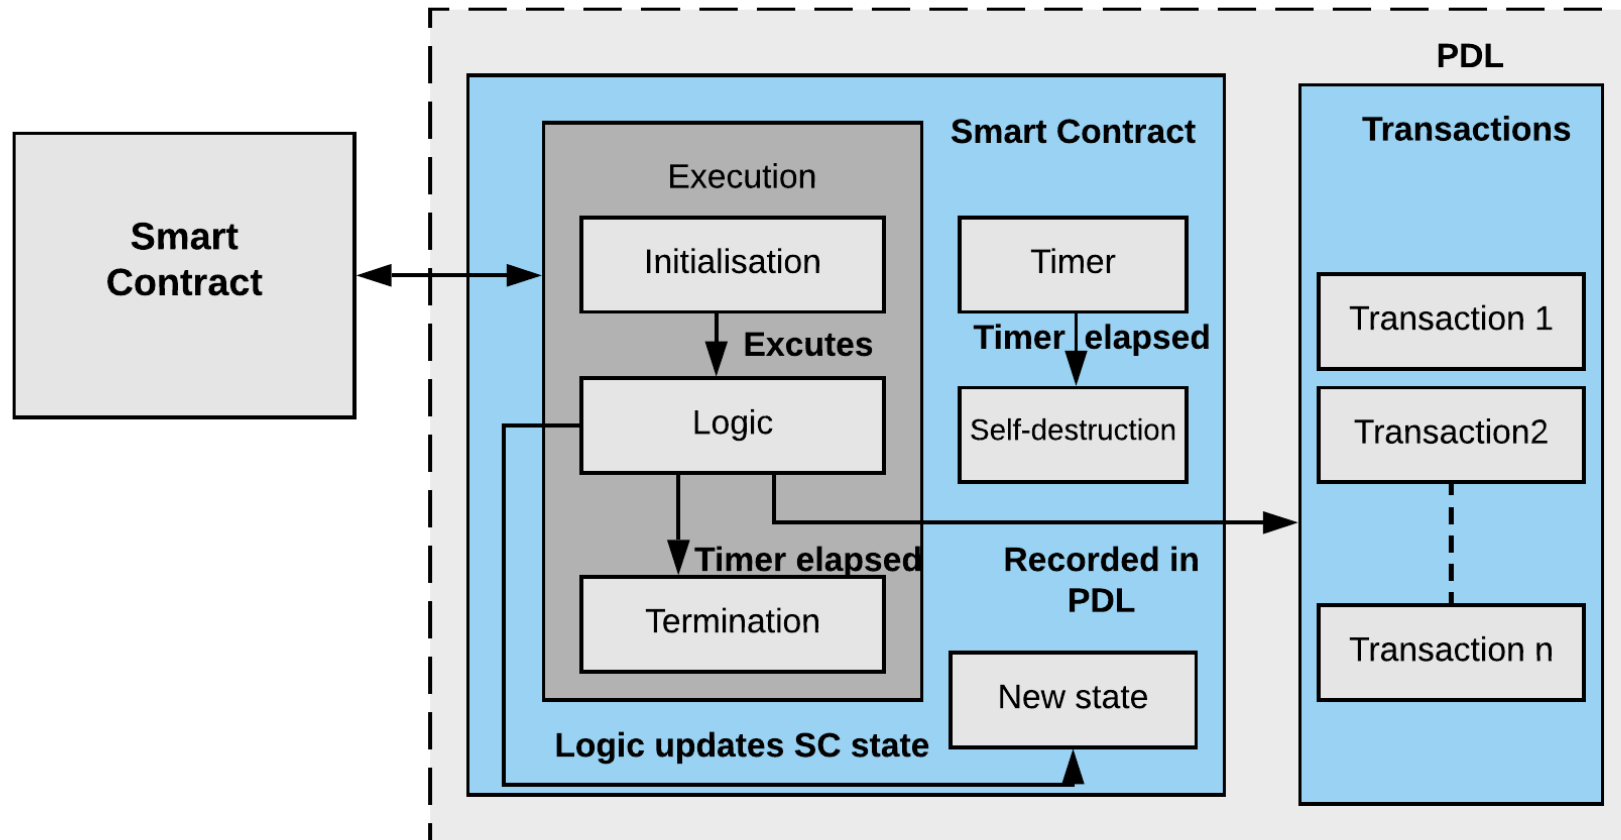 PDL
Smart Contract
Transactions
Execution
Smart
Contract
Initialisation
Timer
Transaction 1
Excutes
Timer elapsed
Logic
Self-destruction
Transaction2
Timer elapsed
Recorded in
PDL
Termination
Transaction n
New state
Logic updates SC state